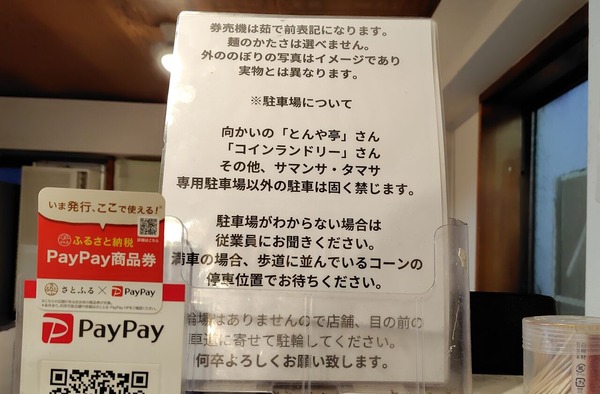 券売機は茹で前表記になります。
麺のかたさは選べません。
外ののぼりの写真はイメージであり
実物とは異なります。
※駐車場について
向かいの「とんや亭」さん
「コインランドリー」さん
その他、サマンサ・タマサ
専用駐車場以外の駐車は固く禁じます。
駐車場がわからない場合は
従業員にお聞きください。
満車の場合、歩道に並んでいるコーンの
停車位置でお待ちください。
輪場はありませんので店舗、目の前の
車道に寄せて駐輪してください。
何卒よろしくお願い致します。
いま発行、ここで使える!
ふるさと納税
PayPay商品券
さとふる × PayPay
PayPay